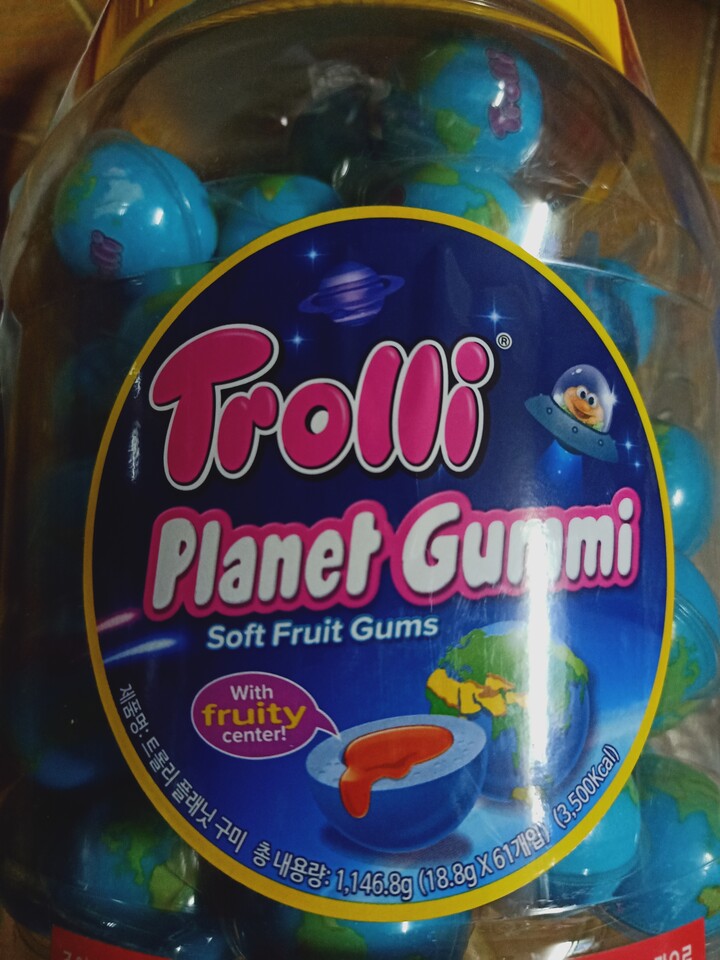 Trolli®
Planet Gummi
Soft Fruit Gums
With
fruity
center!
제품명: 트롤리 플래닛 구미 총 내용량: 1,146.8g (18.8g X 61개입) (3,500Kcal)